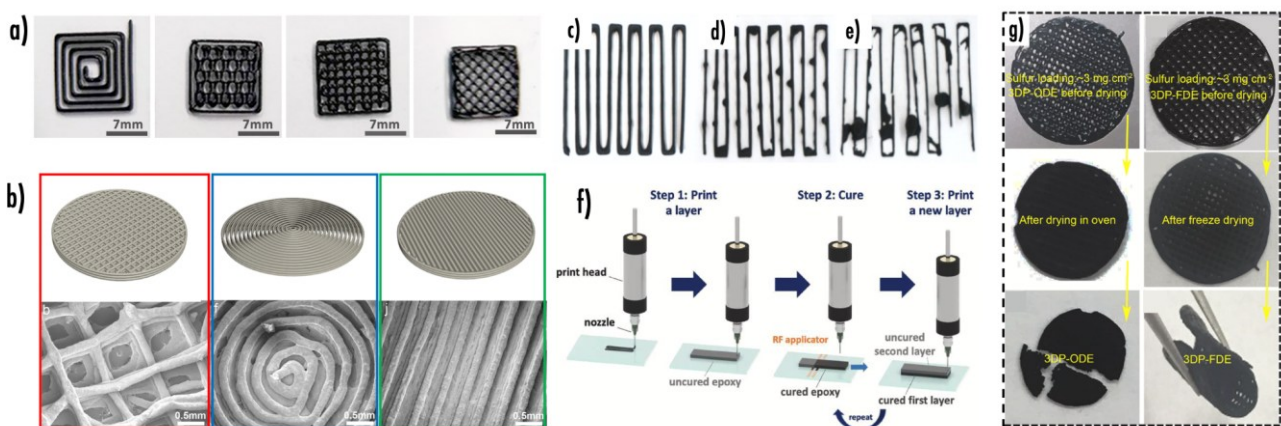 a)
7mm
7mm
7mm
7mm
b)
0.5mm
0.5mm
0.5mm
c)
d)
e)
f)
Step 1: Print
a layer
Step 2: Cure
Step 3: Print
a new layer
print head
nozzle
uncured epoxy
RF applicator
cured epoxy
uncured
second layer
cured first layer
repeat
g)
Sulfur loading:~3 mg cm⁻²
3DP-ODE before drying
Sulfur loading:~3 mg cm⁻²
3DP-FDE before drying
After drying in oven
After freeze drying
3DP-ODE
3DP-FDE